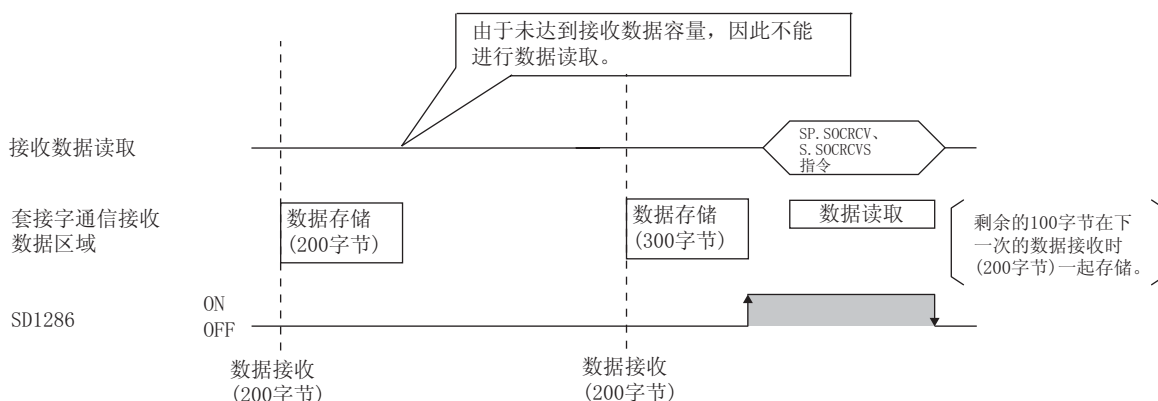 由于未达到接收数据容量，因此不能
进行数据读取。
接收数据读取
SP.SOCRCV、
S.SOCRCVS
指令
套接字通信接收
数据区域
数据存储
(200字节)
数据存储
(300字节)
数据读取
剩余的100字节在下
一次的数据接收时
(200字节)一起存储。
SD1286
ON
OFF
数据接收
(200字节)
数据接收
(200字节)